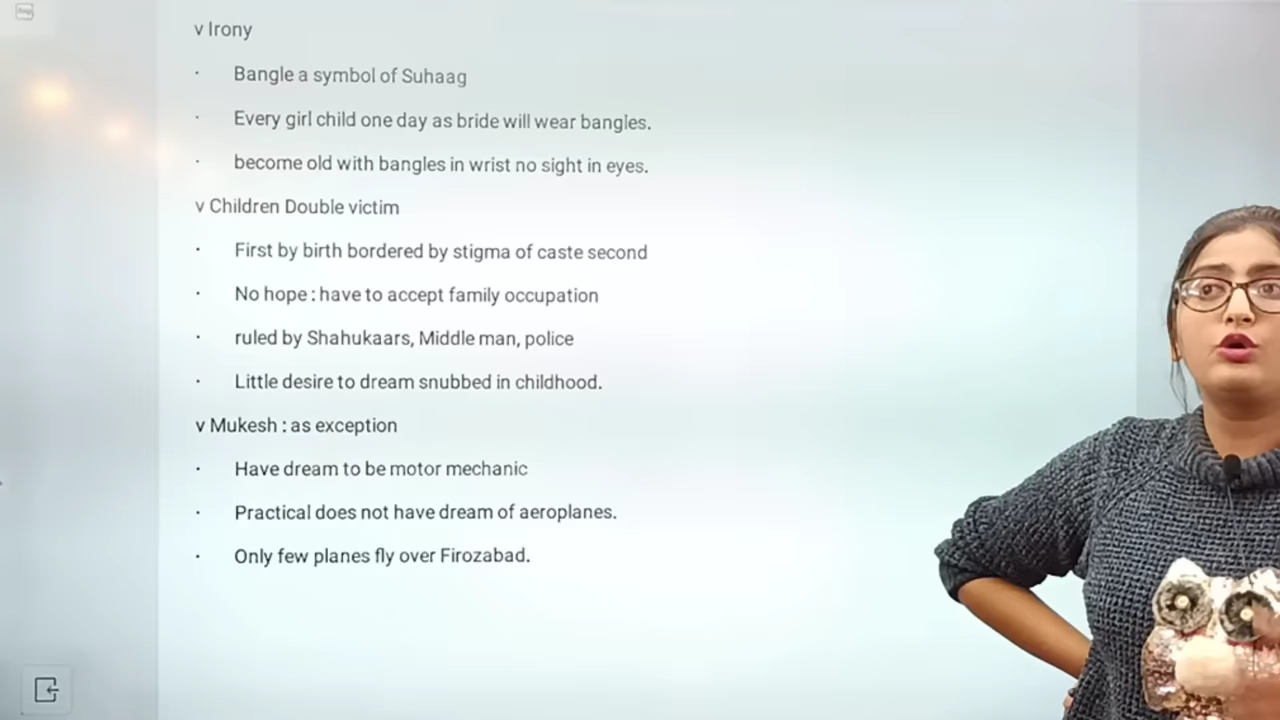 v Irony
· Bangle a symbol of Suhaag
· Every girl child one day as bride will wear bangles.
· become old with bangles in wrist no sight in eyes.
v Children Double victim
· First by birth bordered by stigma of caste second
· No hope : have to accept family occupation
· ruled by Shahukaars, Middle man, police
· Little desire to dream snubbed in childhood.
v Mukesh : as exception
· Have dream to be motor mechanic
· Practical does not have dream of aeroplanes.
· Only few planes fly over Firozabad.